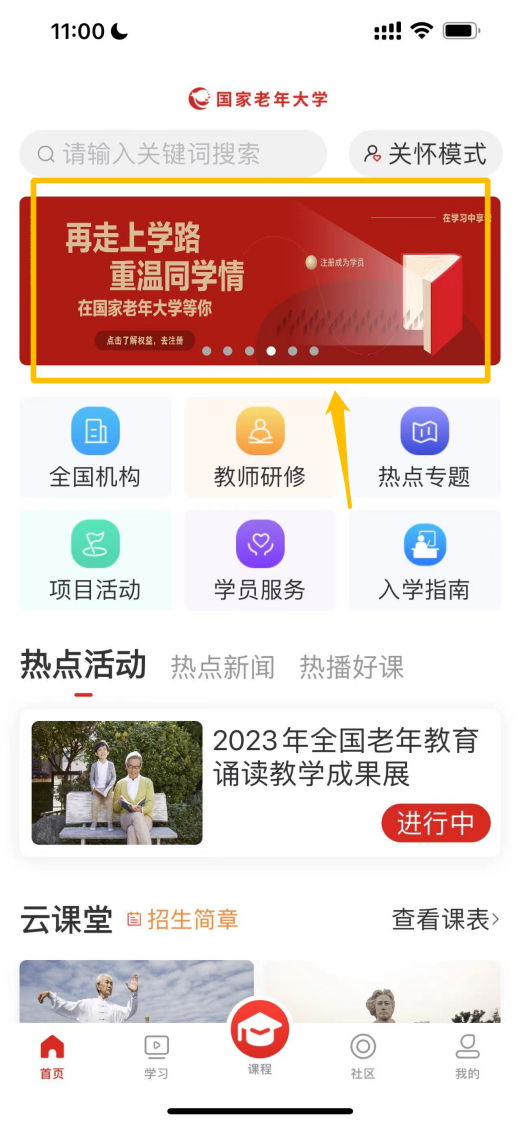 11:00
国家老年大学
请输入关键词搜索
关怀模式
再走上学路
重温同学情
在国家老年大学等你
点击了解权益,去注册
在学习中享
注册成为学员
全国机构
教师研修
热点专题
项目活动
学员服务
入学指南
热点活动 热点新闻 热播好课
2023年全国老年教育
诵读教学成果展
进行中
云课堂 招生简章 查看课表>
首页 学习 课程 社区 我的